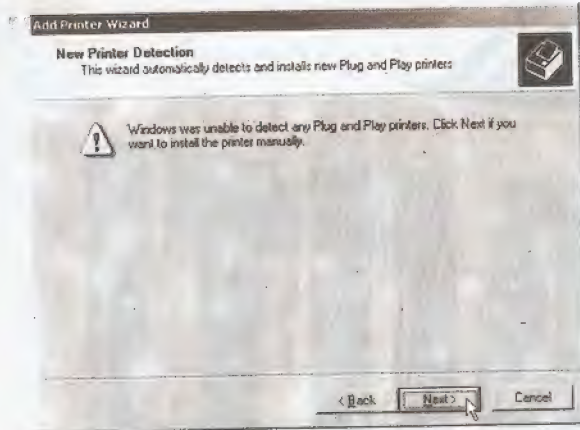 Add Printer Wizard
New Printer Detection
This wizard automatically detects and installs new Plug and Play printers
Windows was unable to detect any Plug and Play printers. Click Next if you
want to install the printer manually.
< Back Next > Cancel